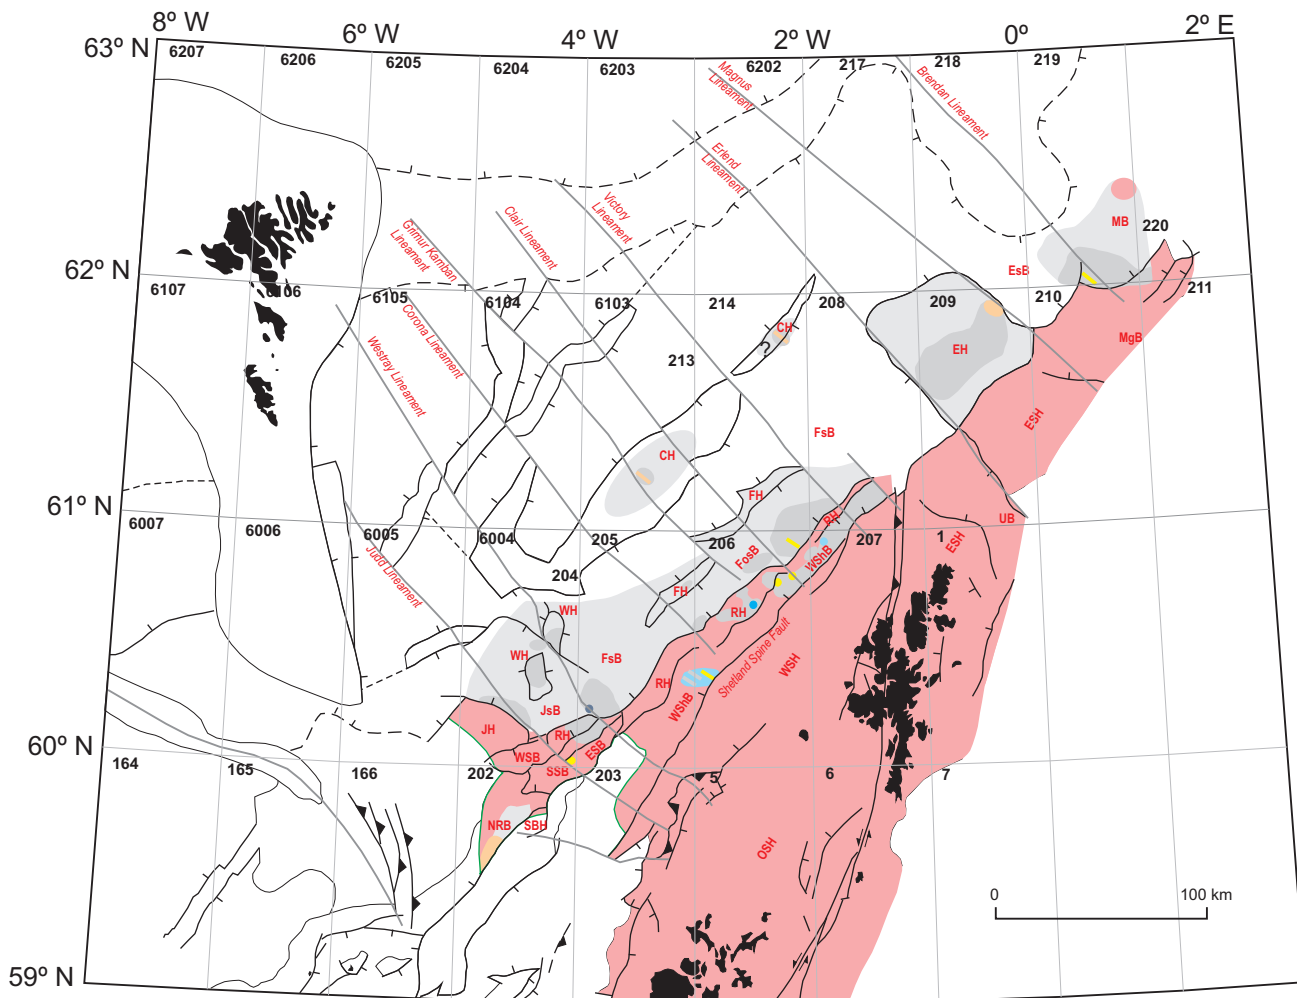 8º W
6º W
4º W
2º W
0º
2º E
63º N
6207
6206
6205
6204
6203
6202
217
218
219
Magnus
Lineament
Brendan Lineament
Erlend
Lineament
Victory
Lineament
Clair Lineament
Grimur Kamban
Lineament
MB
220
62º N
EsB
6107
6106
6105
6104
6103
214
208
209
210
211
Corona Lineament
Westray Lineament
CH
?
MgB
EH
213
ESH
FsB
CH
61º N
FH
RH
UB
6007
6006
6005
6004
205
206
207
1
ESH
FosB
WShB
Judd Lineament
204
FH
WH
RH
Shetland Spine Fault
WH
FsB
WSH
RH
WShB
JsB
JH
RH
60º N
ESB
WSB
164
165
166
202
SSB
203
5
6
7
NRB
SBH
OSH
0
100 km
59º N